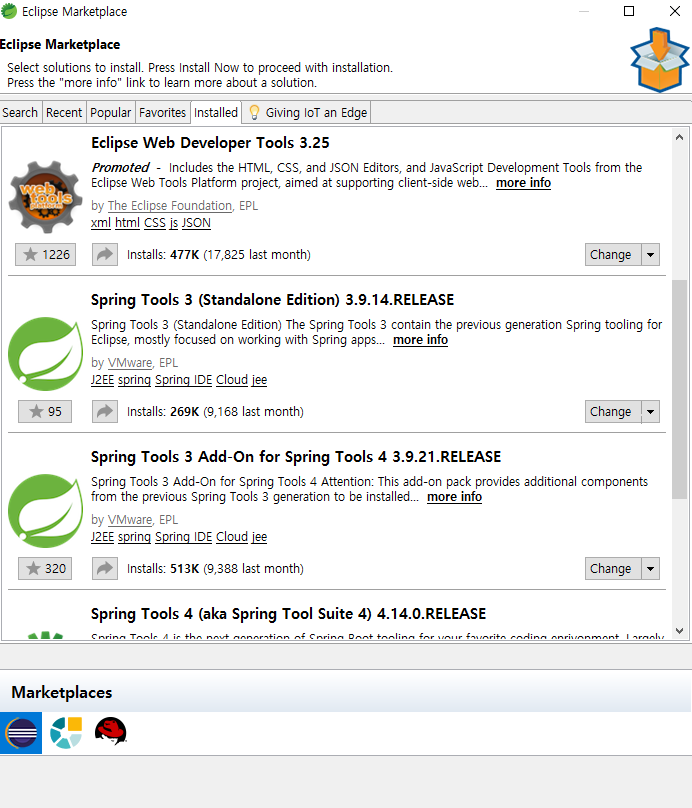 Eclipse Marketplace
Eclipse Marketplace
Select solutions to install. Press Install Now to proceed with installation.
Press the "more info" link to learn more about a solution.
Search Recent Popular Favorites Installed Giving IoT an Edge
Eclipse Web Developer Tools 3.25
Promoted - Includes the HTML, CSS, and JSON Editors, and JavaScript Development Tools from the
Eclipse Web Tools Platform project, aimed at supporting client-side web... more info
web tools platform
by The Eclipse Foundation, EPL
xml html CSS js JSON
1226 Installs: 477K (17,825 last month) Change
Spring Tools 3 (Standalone Edition) 3.9.14.RELEASE
Spring Tools 3 (Standalone Edition) The Spring Tools 3 contain the previous generation Spring tooling for
Eclipse, mostly focused on working with Spring apps... more info
by VMware, EPL
J2EE spring Spring IDE Cloud jee
95 Installs: 269K (9,168 last month) Change
Spring Tools 3 Add-On for Spring Tools 4 3.9.21.RELEASE
Spring Tools 3 Add-On for Spring Tools 4 Attention: This add-on pack provides additional components
from the previous Spring Tools 3 generation to be installed... more info
by VMware, EPL
J2EE spring Spring IDE Cloud jee
320 Installs: 513K (9,388 last month) Change
Spring Tools 4 (aka Spring Tool Suite 4) 4.14.0.RELEASE
Spring Tools 4 is the next generation of Spring Boot tooling for your favorite coding environment. Largely
Marketplaces